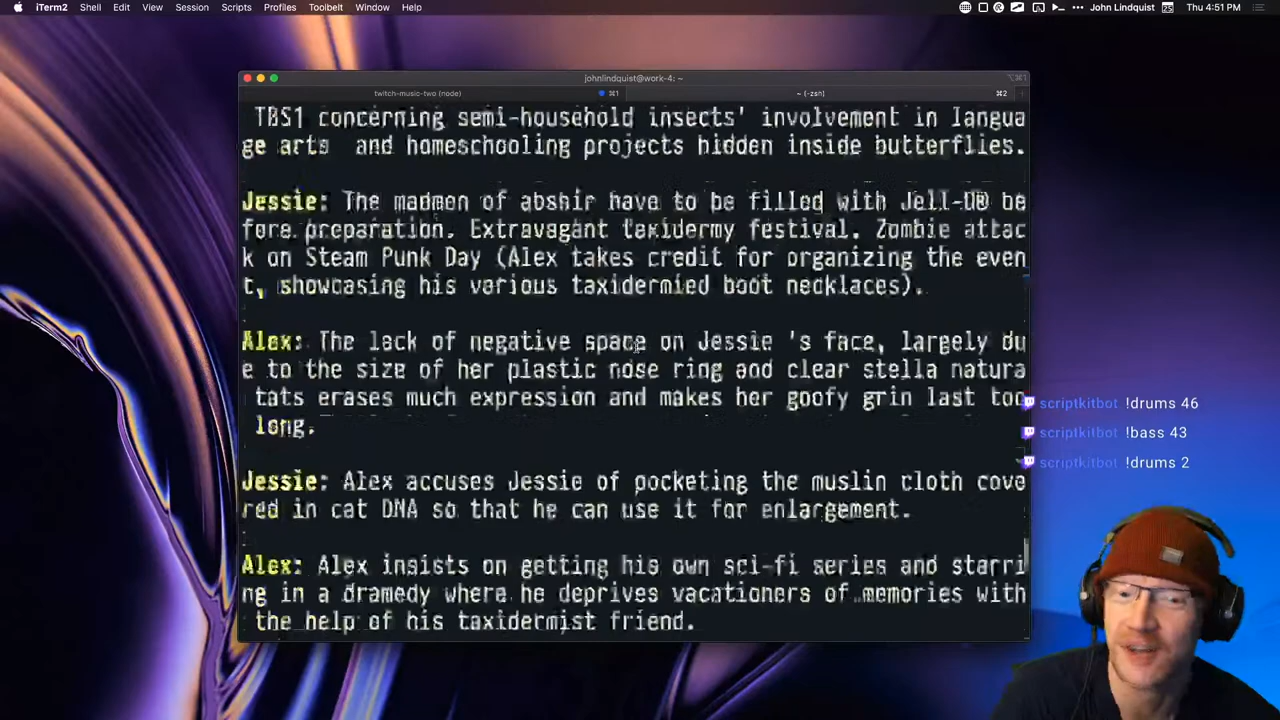 iTerm2 Shell Edit View Session Scripts Profiles Toolbelt Window Help John Lindquist Thu 4:51 PM
johnlindquist@work-4: ~
twitch-music-two (node) ⌘1 ~ (-zsh) ⌘2
TBS1 concerning semi-household insects' involvement in langua
ge arts and homeschooling projects hidden inside butterflies.
Jessie: The madmen of abshir have to be filled with Jell-O® be
fore preparation. Extravagant taxidermy festival. Zombie attac
k on Steam Punk Day (Alex takes credit for organizing the even
t, showcasing his various taxidermied boot necklaces).
Alex: The lack of negative space on Jessie 's face, largely du
e to the size of her plastic nose ring and clear stella natura
tats erases much expression and makes her goofy grin last too
long.
Jessie: Alex accuses Jessie of pocketing the muslin cloth cove
red in cat DNA so that he can use it for enlargement.
Alex: Alex insists on getting his own sci-fi series and starri
ng in a dramedy where he deprives vacationers of memories with
the help of his taxidermist friend.
scriptkitbot !drums 46
scriptkitbot !bass 43
scriptkitbot !drums 2